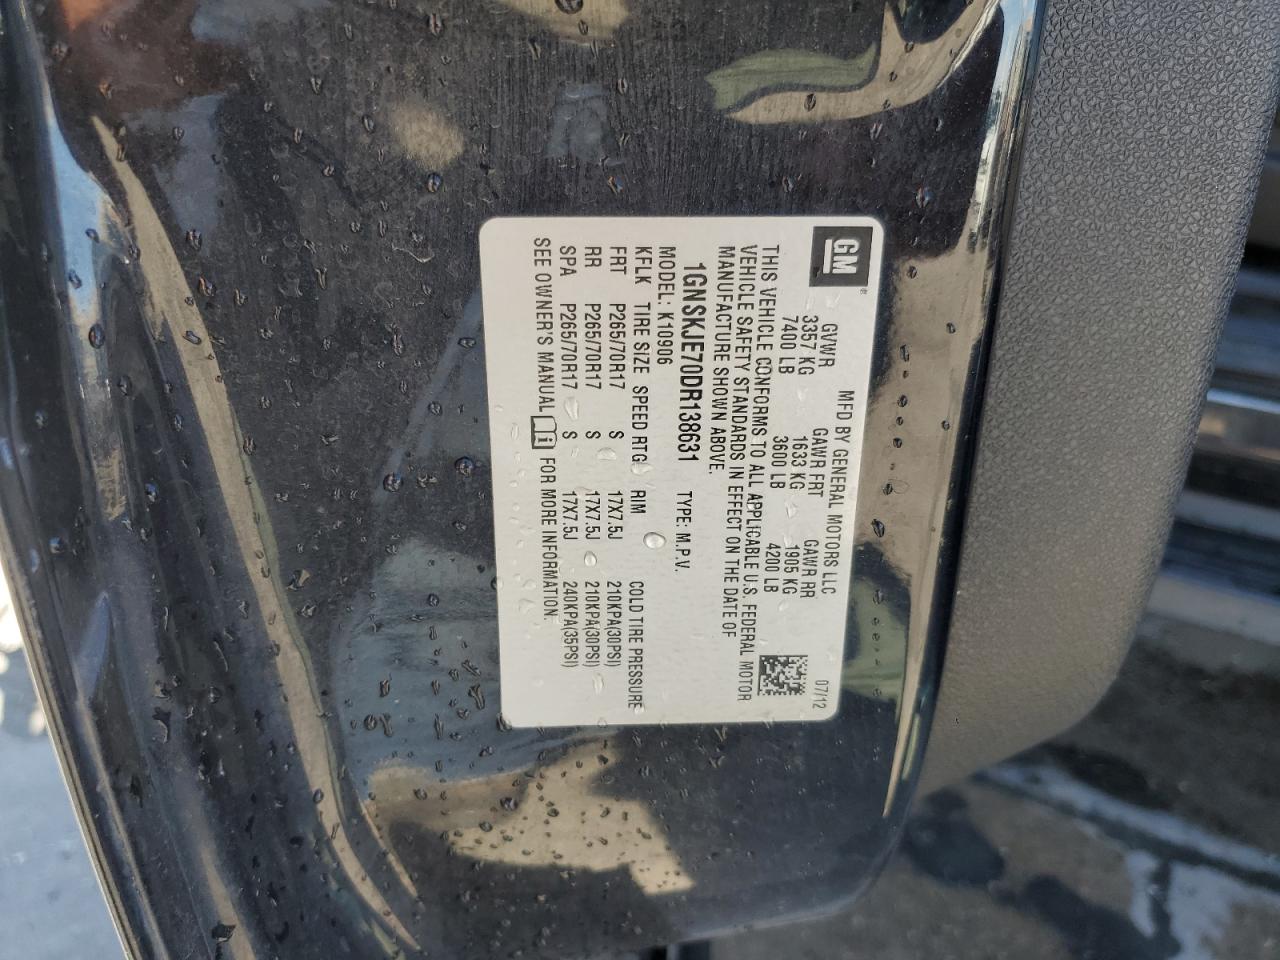 GM
MFD BY GENERAL MOTORS LLC 07/12
GVWR GAWR FRT GAWR RR
3357 KG 1633 KG 1905 KG
7400 LB 3600 LB 4200 LB
THIS VEHICLE CONFORMS TO ALL APPLICABLE U.S. FEDERAL MOTOR
VEHICLE SAFETY STANDARDS IN EFFECT ON THE DATE OF
MANUFACTURE SHOWN ABOVE.
1GNSKJE70DR138631 TYPE: M.P.V.
MODEL: K10906
KFLK TIRE SIZE SPEED RTG RIM COLD TIRE PRESSURE
FRT P265/70R17 S 17X7.5J 210KPA(30PSI)
RR P265/70R17 S 17X7.5J 210KPA(30PSI)
SPA P265/70R17 S 17X7.5J 240KPA(35PSI)
SEE OWNER'S MANUAL FOR MORE INFORMATION.